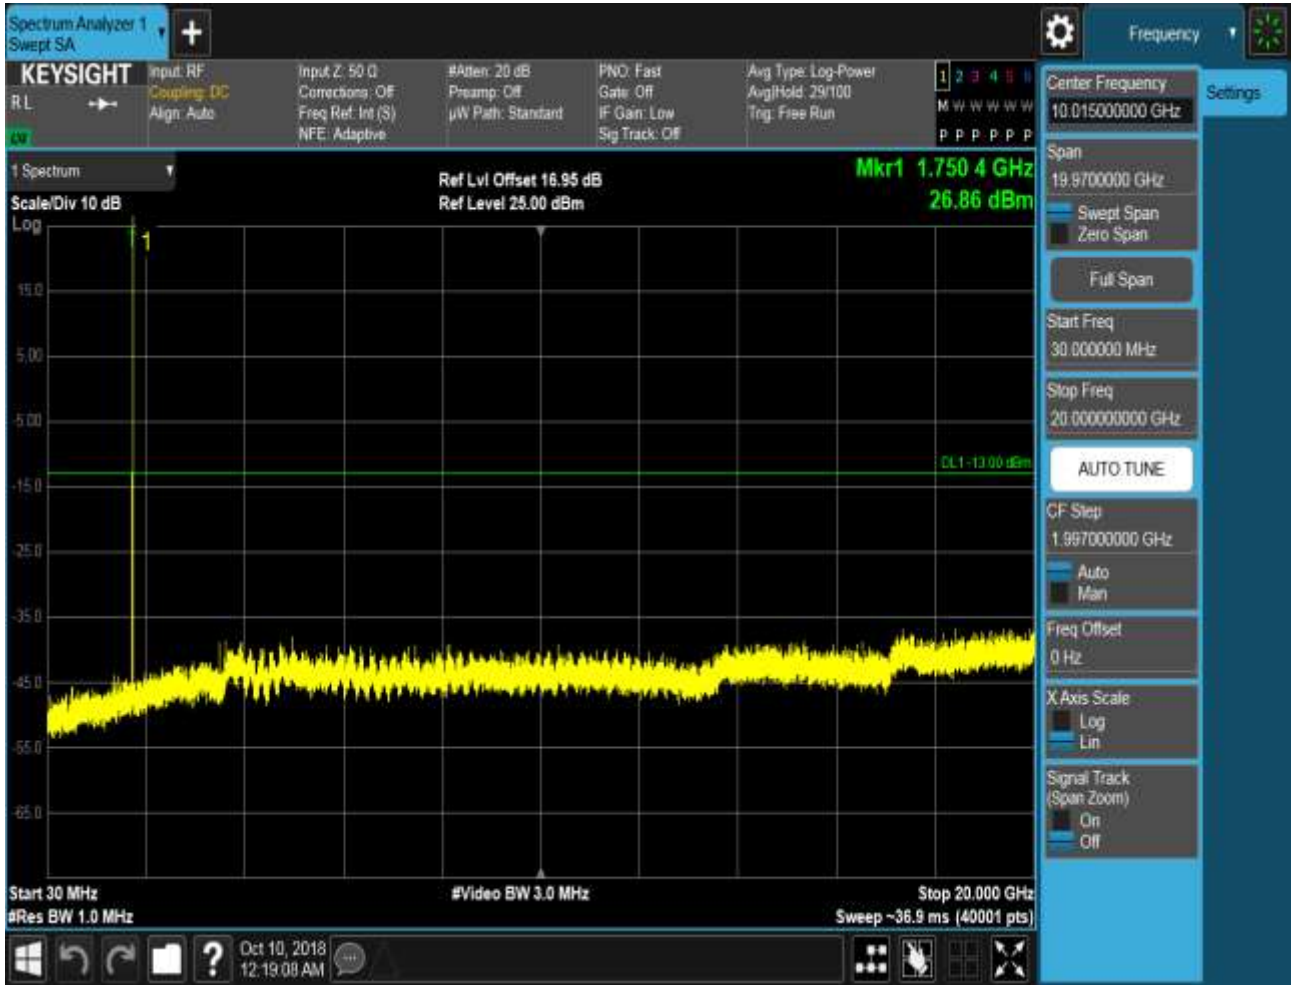 Spectrum Analyzer 1
Swept SA
Frequency
KEYSIGHT
R L
LW
Input: RF
Coupling: DC
Align: Auto
Input Z: 50 Ω
Corrections: Off
Freq Ref: Int (S)
NFE: Adaptive
#Atten: 20 dB
Preamp: Off
µW Path: Standard
PNO: Fast
Gate: Off
IF Gain: Low
Sig Track: Off
Avg Type: Log-Power
Avg|Hold: 29/100
Trig: Free Run
1 2 3 4 5 6
M W W W W W
P P P P P P
1 Spectrum
Scale/Div 10 dB
Log
Ref Lvl Offset 16.95 dB
Ref Level 25.00 dBm
Mkr1 1.750 4 GHz
26.86 dBm
1
15.0
5.00
-5.00
DL1 -13.00 dBm
-15.0
-25.0
-35.0
-45.0
-55.0
-65.0
Start 30 MHz
#Res BW 1.0 MHz
#Video BW 3.0 MHz
Stop 20.000 GHz
Sweep ~36.9 ms (40001 pts)
Center Frequency
10.015000000 GHz
Settings
Span
19.9700000 GHz
Swept Span
Zero Span
Full Span
Start Freq
30.000000 MHz
Stop Freq
20.000000000 GHz
AUTO TUNE
CF Step
1.997000000 GHz
Auto
Man
Freq Offset
0 Hz
X Axis Scale
Log
Lin
Signal Track
(Span Zoom)
On
Off
?
Oct 10, 2018
12:19:08 AM